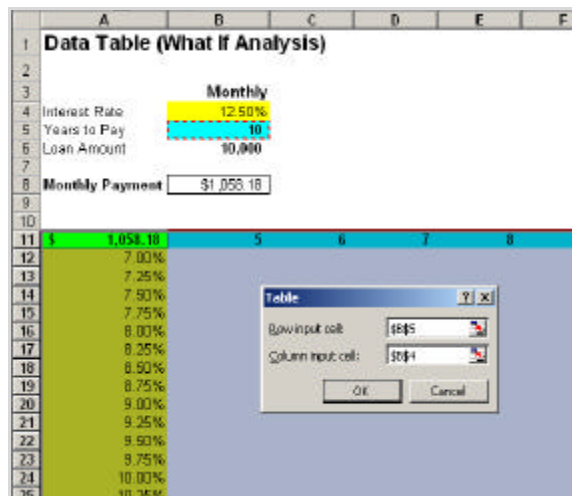 A B C D E F
1 Data Table (What If Analysis)
2
3 Monthly
4 Interest Rate 12.50%
5 Years to Pay 10
6 Loan Amount 10,000
7
8 Monthly Payment $1,058.18
9
10
11 $ 1,058.18 5 6 7 8
12 7.00%
13 7.25%
14 7.50%
15 7.75%
16 8.00%
17 8.25%
18 8.50%
19 8.75%
20 9.00%
21 9.25%
22 9.50%
23 9.75%
24 10.00%
25 10.25%
Table ? x
Row input cell: $B$5
Column input cell: $B$4
OK Cancel